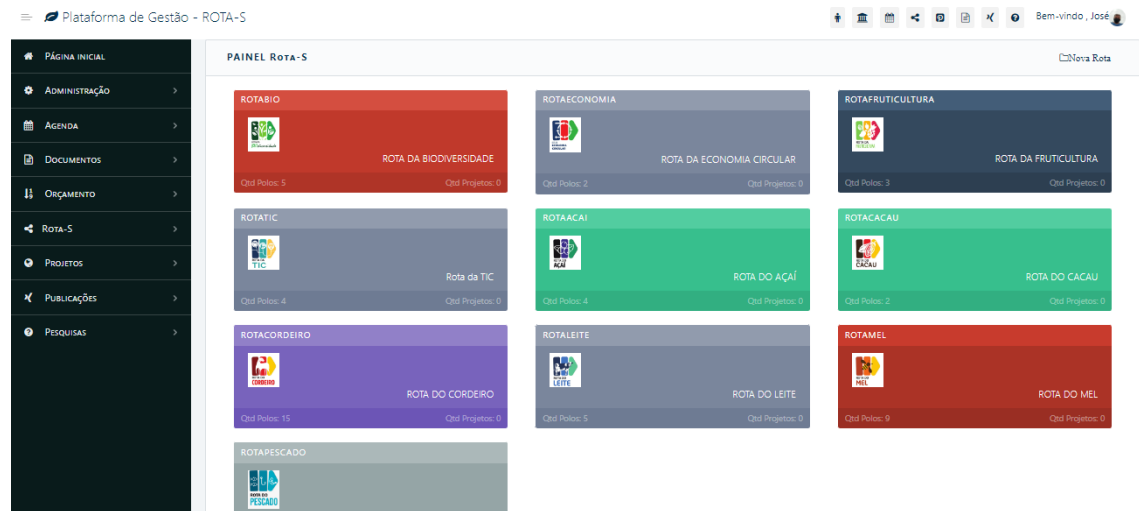 Plataforma de Gestão - ROTA-S
Bem-vindo , José
PÁGINA INICIAL
ADMINISTRAÇÃO
AGENDA
DOCUMENTOS
ORÇAMENTO
ROTA-S
PROJETOS
PUBLICAÇÕES
PESQUISAS
PAINEL ROTA-S
Nova Rota
ROTABIO
ROTA DA BIODIVERSIDADE
Qtd Polos: 5
Qtd Projetos: 0
ROTAECONOMIA
ROTA DA ECONOMIA CIRCULAR
Qtd Polos: 2
Qtd Projetos: 0
ROTAFRUTICULTURA
ROTA DA FRUTICULTURA
Qtd Polos: 3
Qtd Projetos: 0
ROTATIC
TIC
Rota da TIC
Qtd Polos: 4
Qtd Projetos: 0
ROTAACAI
AÇAÍ
ROTA DO AÇAÍ
Qtd Polos: 4
Qtd Projetos: 0
ROTACACAU
CACAU
ROTA DO CACAU
Qtd Polos: 2
Qtd Projetos: 0
ROTACORDEIRO
CORDEIRO
ROTA DO CORDEIRO
Qtd Polos: 15
Qtd Projetos: 0
ROTALEITE
LEITE
ROTA DO LEITE
Qtd Polos: 5
Qtd Projetos: 0
ROTAMEL
MEL
ROTA DO MEL
Qtd Polos: 9
Qtd Projetos: 0
ROTAPESCADO
ROTA DO
PESCADO